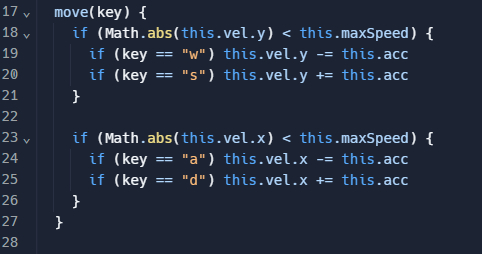 17 move(key) {
18 if (Math.abs(this.vel.y) < this.maxSpeed) {
19 if (key == "w") this.vel.y -= this.acc
20 if (key == "s") this.vel.y += this.acc
21 }
22
23 if (Math.abs(this.vel.x) < this.maxSpeed) {
24 if (key == "a") this.vel.x -= this.acc
25 if (key == "d") this.vel.x += this.acc
26 }
27 }
28